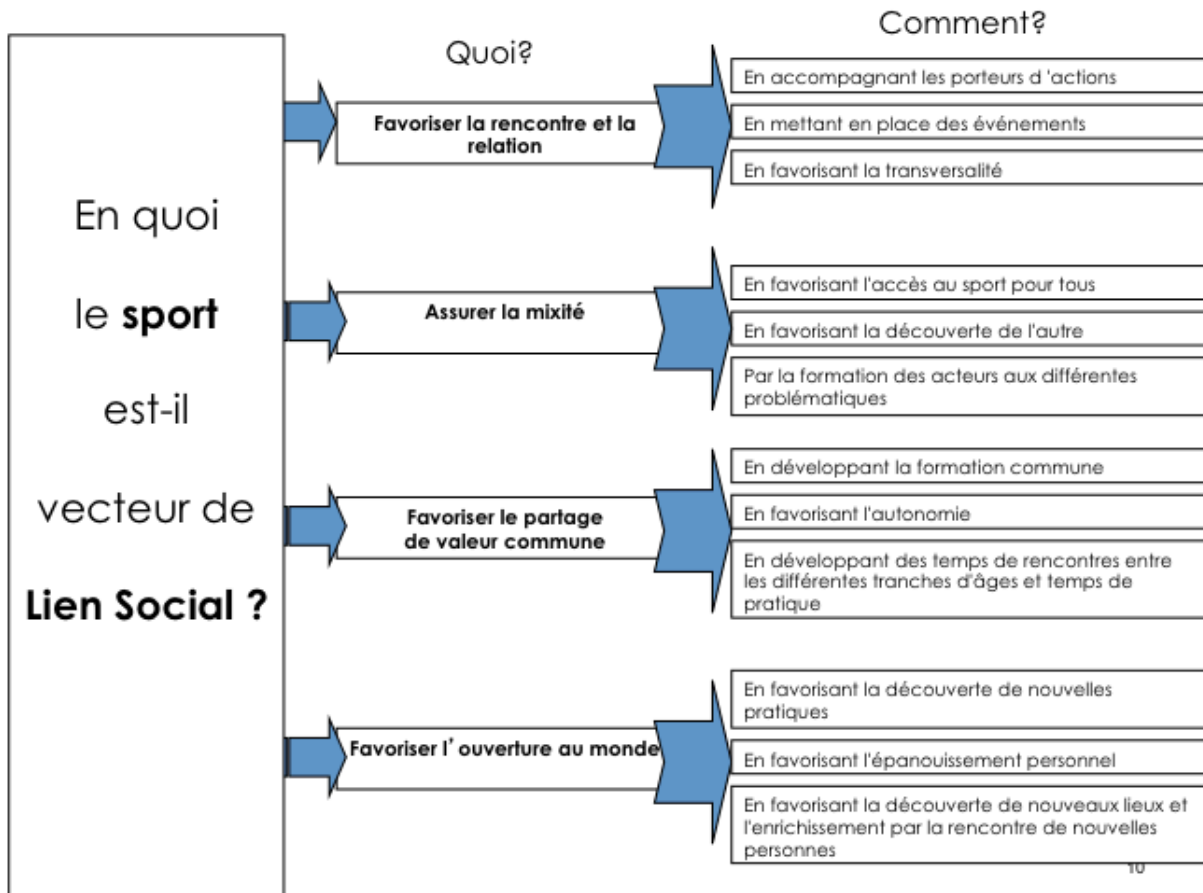 En quoi
le sport
est-il
vecteur de
Lien Social ?
Quoi?
Comment?
Favoriser la rencontre et la
relation
En accompagnant les porteurs d 'actions
En mettant en place des événements
En favorisant la transversalité
Assurer la mixité
En favorisant l'accès au sport pour tous
En favorisant la découverte de l'autre
Par la formation des acteurs aux différentes
problématiques
Favoriser le partage
de valeur commune
En développant la formation commune
En favorisant l'autonomie
En développant des temps de rencontres entre
les différentes tranches d'âges et temps de
pratique
Favoriser l' ouverture au monde
En favorisant la découverte de nouvelles
pratiques
En favorisant l'épanouissement personnel
En favorisant la découverte de nouveaux lieux et
l'enrichissement par la rencontre de nouvelles
personnes
10